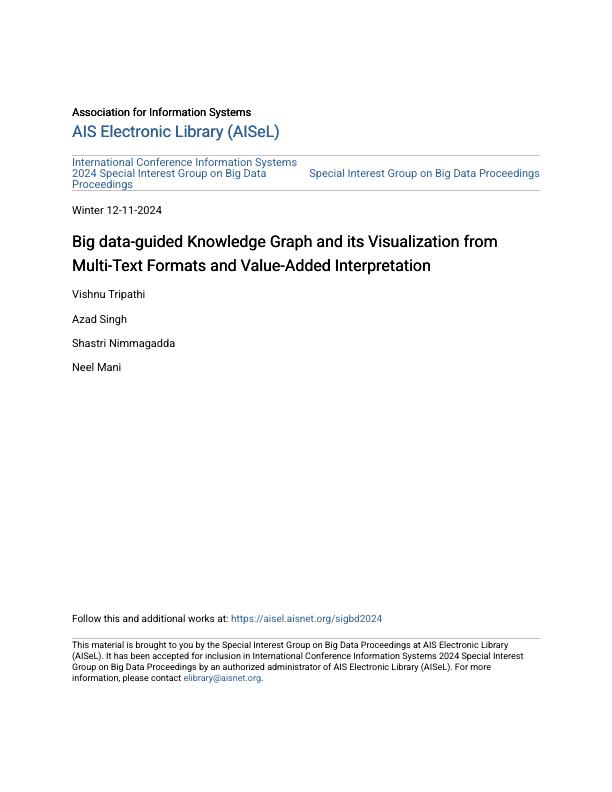 Association for Information Systems
AIS Electronic Library (AISeL)
International Conference Information Systems
2024 Special Interest Group on Big Data
Proceedings
Special Interest Group on Big Data Proceedings
Winter 12-11-2024
Big data-guided Knowledge Graph and its Visualization from
Multi-Text Formats and Value-Added Interpretation
Vishnu Tripathi
Azad Singh
Shastri Nimmagadda
Neel Mani
Follow this and additional works at: https://aisel.aisnet.org/sigbd2024
This material is brought to you by the Special Interest Group on Big Data Proceedings at AIS Electronic Library
(AISeL). It has been accepted for inclusion in International Conference Information Systems 2024 Special Interest
Group on Big Data Proceedings by an authorized administrator of AIS Electronic Library (AISeL). For more
information, please contact elibrary@aisnet.org.